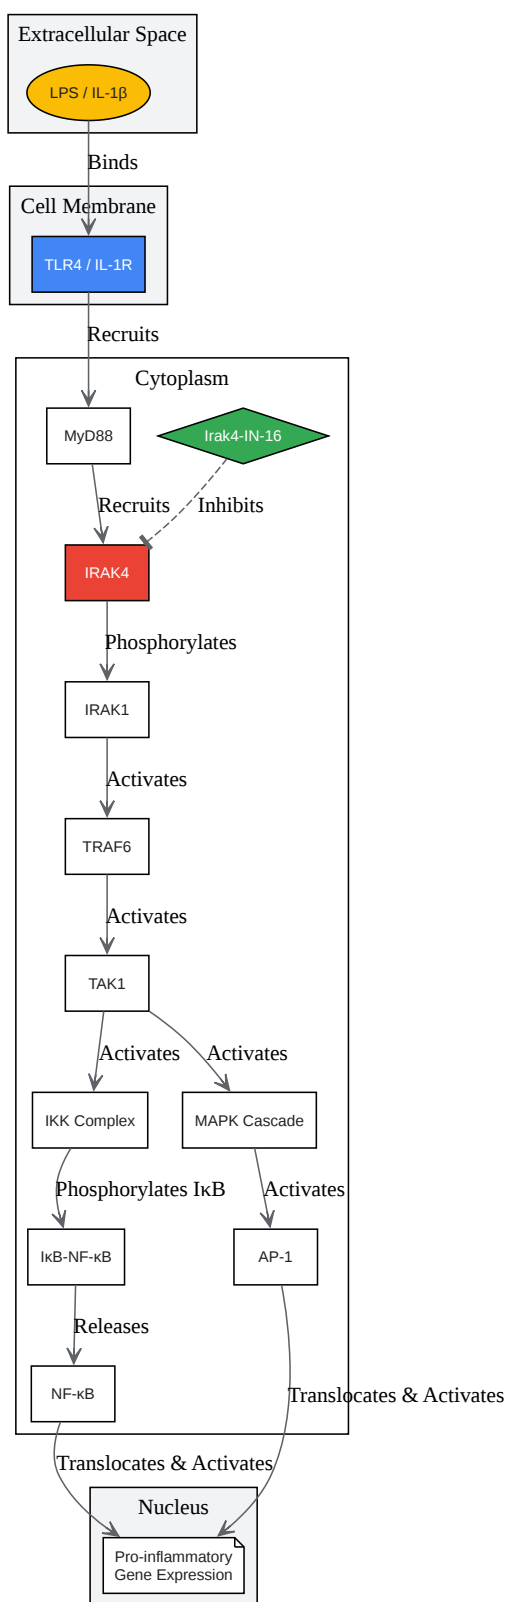 Extracellular Space
LPS / IL-1β
Binds
Cell Membrane
TLR4 / IL-1R
Recruits
Cytoplasm
MyD88
Irak4-IN-16
Recruits
Inhibits
IRAK4
Phosphorylates
IRAK1
Activates
TRAF6
Activates
TAK1
Activates
Activates
IKK Complex
MAPK Cascade
Phosphorylates IκB
Activates
IκB-NF-κB
AP-1
Releases
NF-κB
Translocates & Activates
Translocates & Activates
Nucleus
Pro-inflammatory
Gene Expression